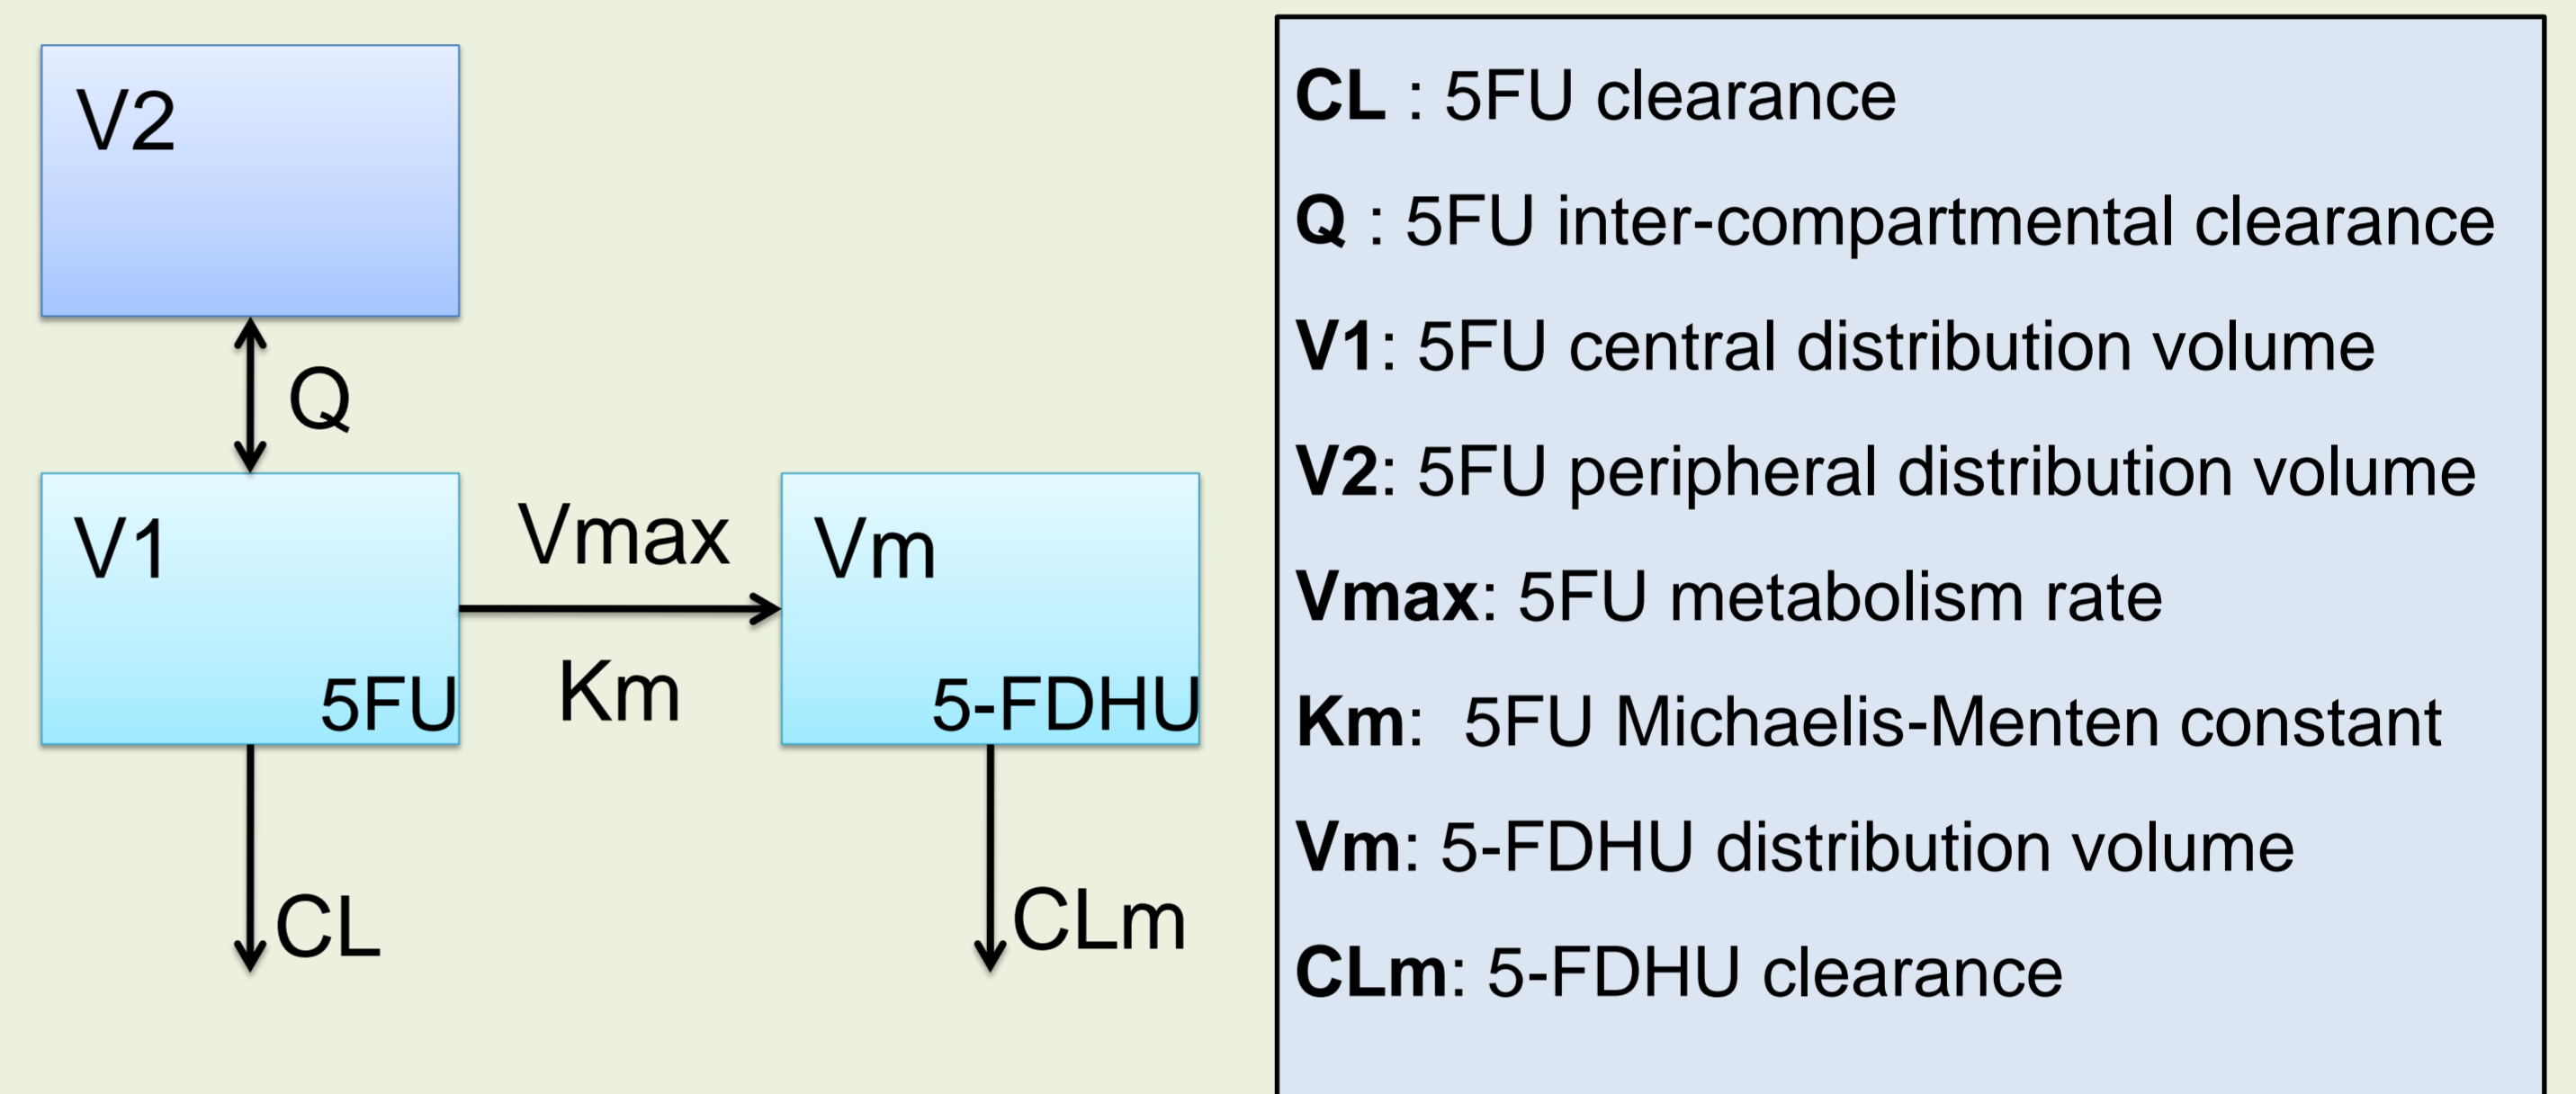 V2
Q
V1
5FU
Vmax
Km
Vm
5-FDHU
CL
CLm
CL : 5FU clearance
Q : 5FU inter-compartmental clearance
V1: 5FU central distribution volume
V2: 5FU peripheral distribution volume
Vmax: 5FU metabolism rate
Km:  5FU Michaelis-Menten constant
Vm: 5-FDHU distribution volume
CLm: 5-FDHU clearance